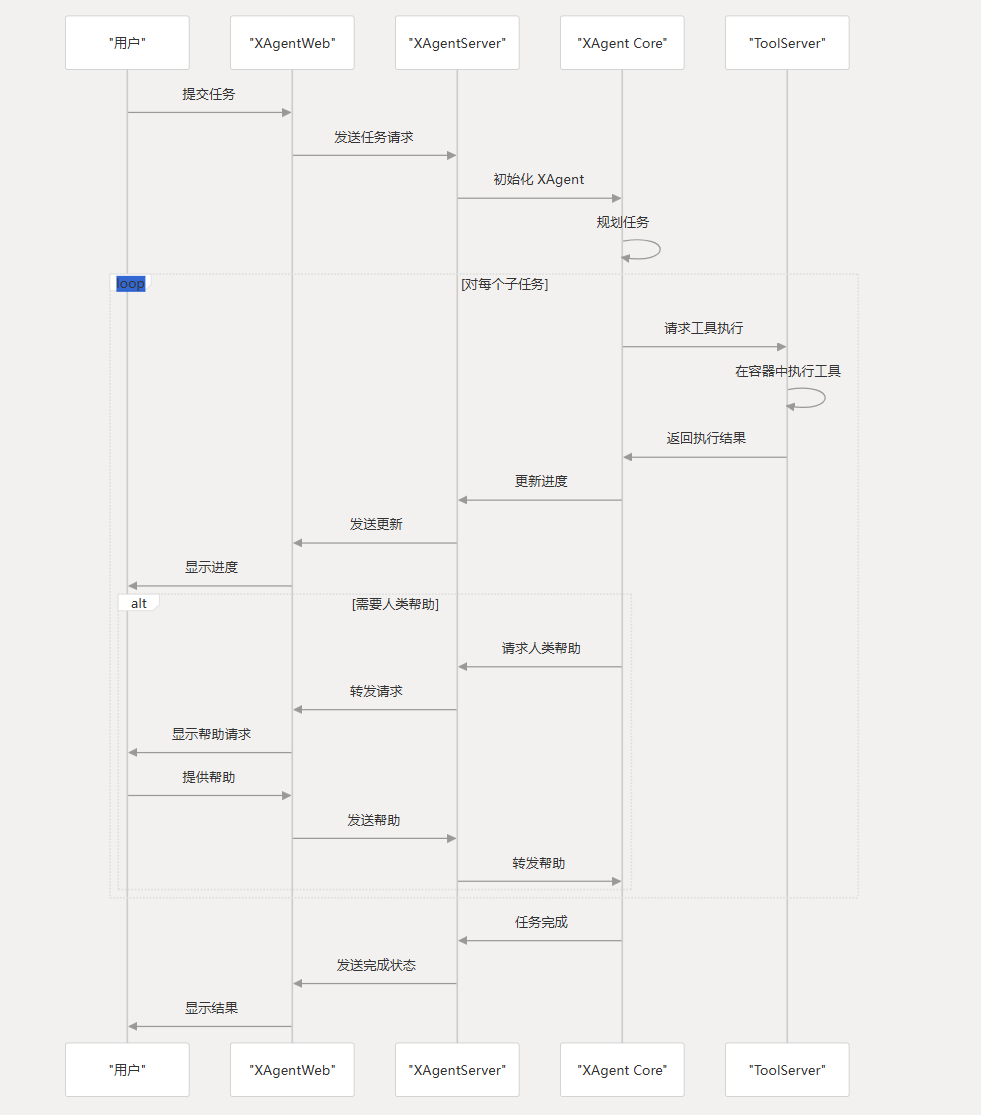 "用户"
"XAgentWeb"
"XAgentServer"
"XAgent Core"
"ToolServer"
提交任务
发送任务请求
初始化 XAgent
规划任务
loop
[对每个子任务]
请求工具执行
在容器中执行工具
返回执行结果
更新进度
发送更新
显示进度
alt
[需要人类帮助]
请求人类帮助
转发请求
显示帮助请求
提供帮助
发送帮助
转发帮助
任务完成
发送完成状态
显示结果
"用户"
"XAgentWeb"
"XAgentServer"
"XAgent Core"
"ToolServer"